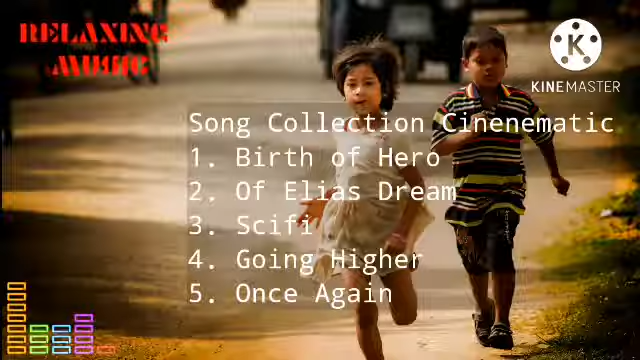 RELAXING
MUSIC
KINEMASTER
Song Collection Cinenematic
1. Birth of Hero
2. Of Elias Dream
3. Scifi
4. Going Higher
5. Once Again